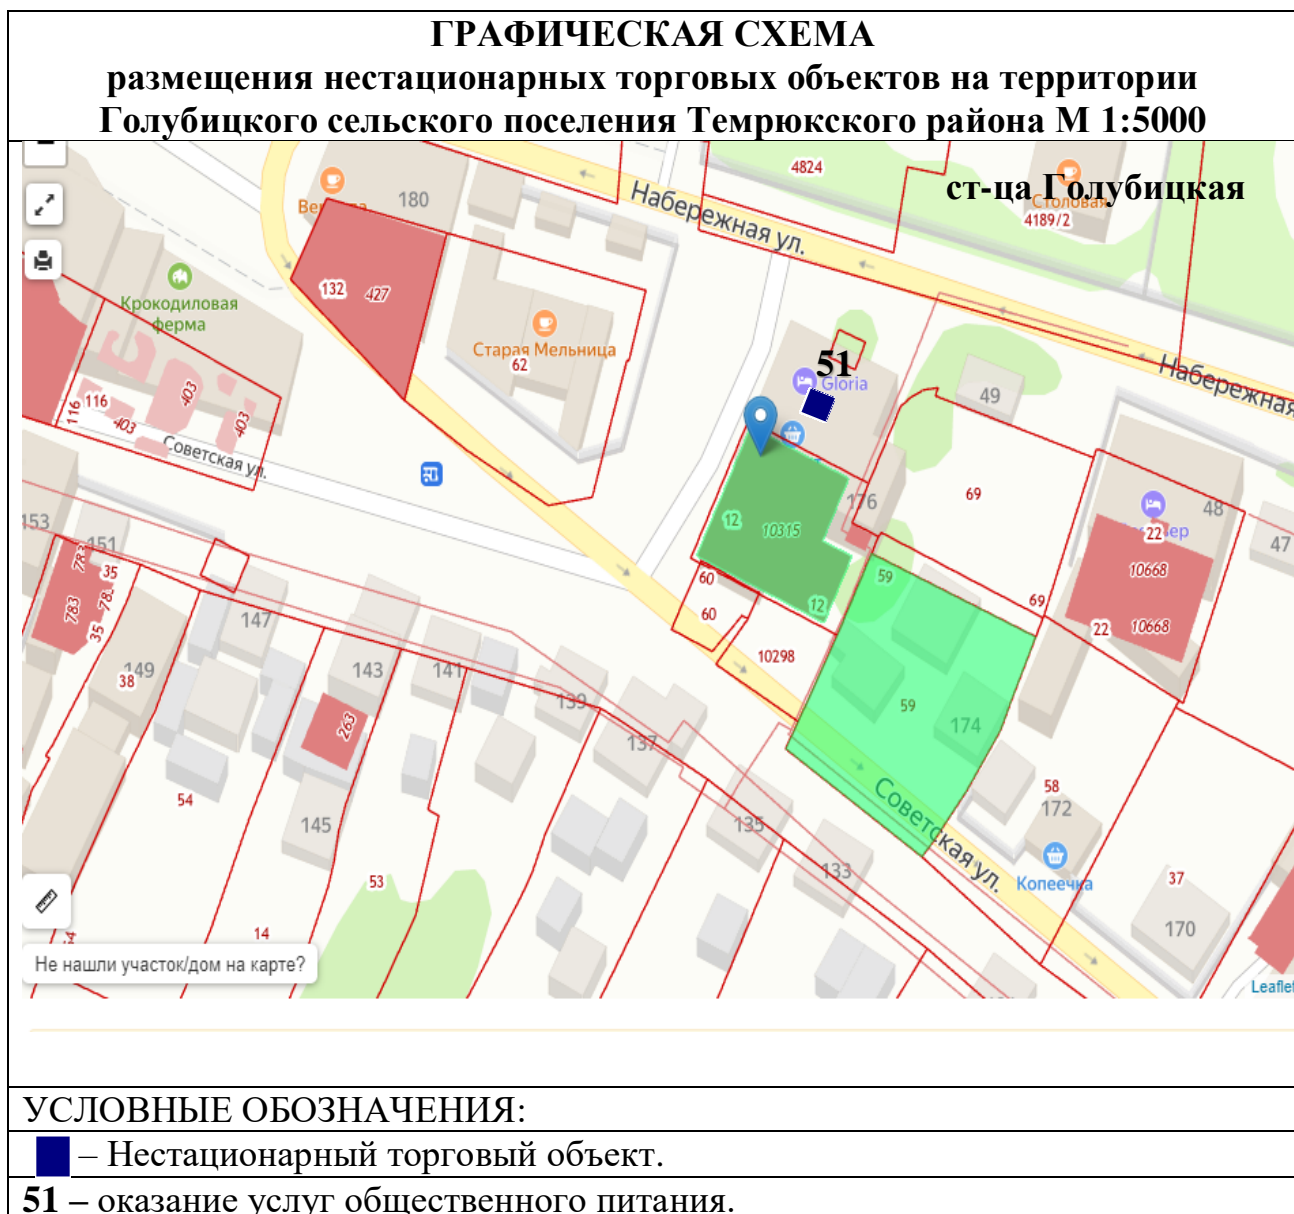 ГРАФИЧЕСКАЯ СХЕМА
размещения нестационарных торговых объектов на территории
Голубицкого сельского поселения Темрюкского района М 1:5000
ст-ца Голубицкая
4824
Столовая
4189/2
180
Набережная ул.
132
427
Крокодиловая
ферма
Старая Мельница
62
51
Gloria
49
Набережная
116
116
403
403
403
Советская ул.
69
176
48
22
47
12
10315
10668
153
151
783
783
35
35
60
60
59
12
69
22
10668
147
10298
149
38
143
141
139
137
59
174
263
54
145
135
58
172
Советская ул.
133
Копеечка
53
37
170
14
54
Не нашли участок/дом на карте?
Leaflet
УСЛОВНЫЕ ОБОЗНАЧЕНИЯ:
– Нестационарный торговый объект.
51 – оказание услуг общественного питания.